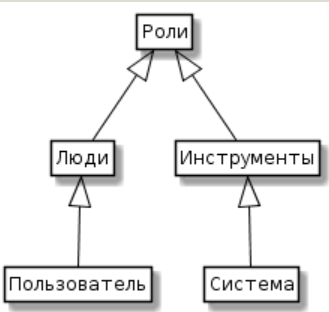 Роли
Люди
Инструменты
Пользователь
Система